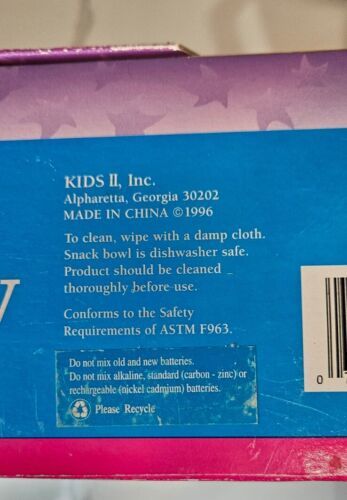 KIDS II, Inc.
Alpharetta, Georgia 30202
MADE IN CHINA ©1996
To clean, wipe with a damp cloth.
Snack bowl is dishwasher safe.
Product should be cleaned
thoroughly before use.
Conforms to the Safety
Requirements of ASTM F963.
Do not mix old and new batteries.
Do not mix alkaline, standard (carbon - zinc) or
rechargeable (nickel cadmium) batteries.
Please Recycle
0